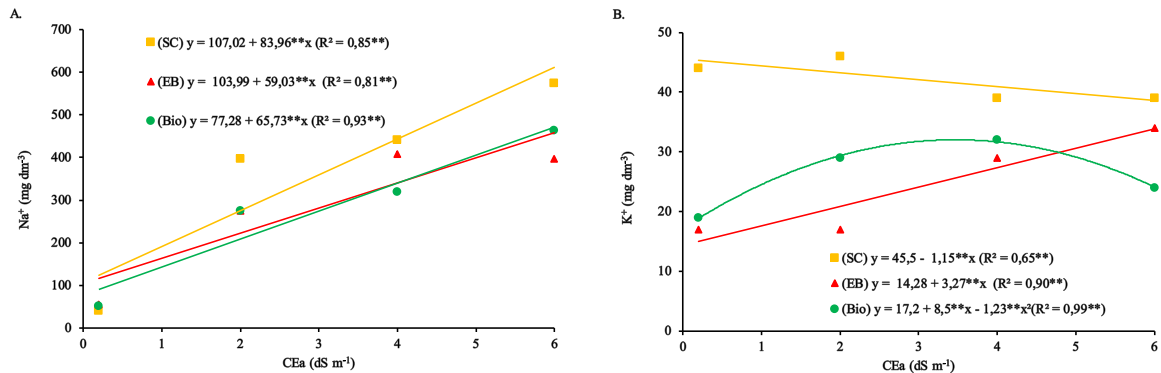 A.
700
600
500
400
300
200
100
0
Na⁺ (mg dm⁻³)
(SC) y = 107,02 + 83,96**x (R² = 0,85**)
(EB) y = 103,99 + 59,03**x (R² = 0,81**)
(Bio) y = 77,28 + 65,73**x (R² = 0,93**)
0 2 4 6
CEa (dS m⁻¹)
B.
50
40
30
20
10
0
K⁺ (mg dm⁻³)
(SC) y = 45,5 - 1,15**x (R² = 0,65**)
(EB) y = 14,28 + 3,27**x (R² = 0,90**)
(Bio) y = 17,2 + 8,5**x - 1,23**x²(R² = 0,99**)
0 1 2 3 4 5 6
CEa (dS m⁻¹)